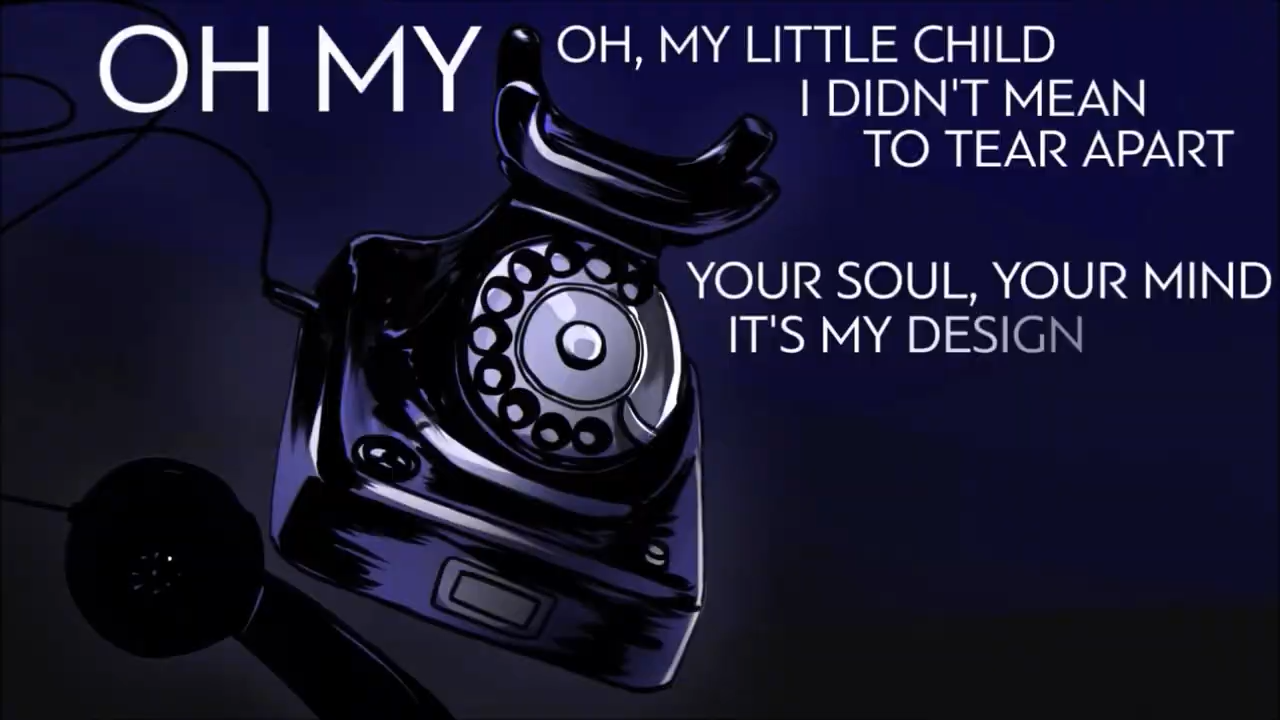 OH MY
OH, MY LITTLE CHILD
I DIDN'T MEAN
TO TEAR APART
YOUR SOUL, YOUR MIND
IT'S MY DESIGN